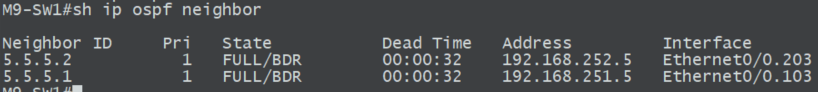 M9-SW1#sh ip ospf neighbor
Neighbor ID     Pri   State           Dead Time   Address         Interface
5.5.5.2           1   FULL/BDR        00:00:32    192.168.252.5   Ethernet0/0.203
5.5.5.1           1   FULL/BDR        00:00:32    192.168.251.5   Ethernet0/0.103
M9-SW1#